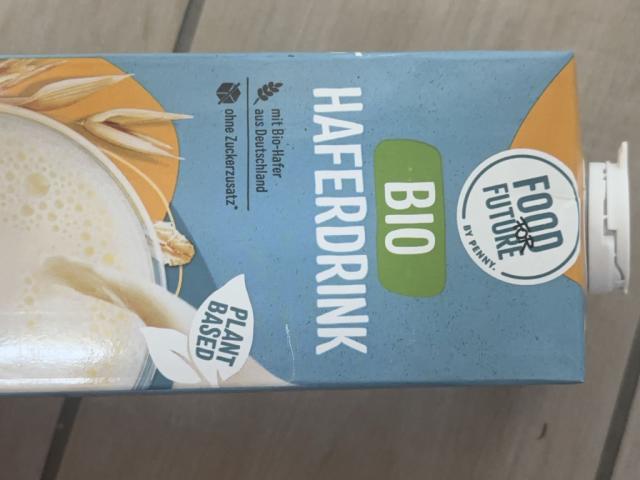 FOOD
FOR
FUTURE
BY PENNY.
BIO
HAFERDRINK
mit Bio-Hafer
aus Deutschland
ohne Zuckerzusatz*
PLANT
BASED